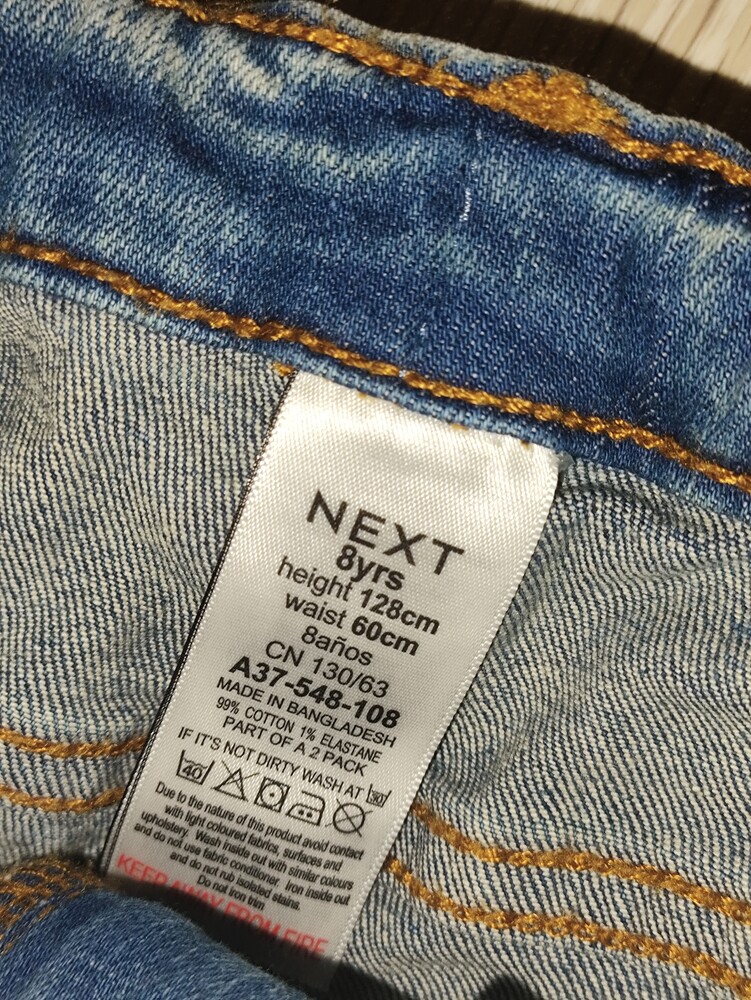 NEXT
8yrs
height 128cm
waist 60cm
8años
CN 130/63
A37-548-108
MADE IN BANGLADESH
99% COTTON 1% ELASTANE
PART OF A 2 PACK
IF IT'S NOT DIRTY WASH AT 30
40
Due to the nature of this product avoid contact
with light coloured fabrics, surfaces and
upholstery. Wash inside out with similar colours
and do not use fabric conditioner. Iron inside out
and do not rub isolated stains.
Do not iron trim
KEEP AWAY FROM FIRE